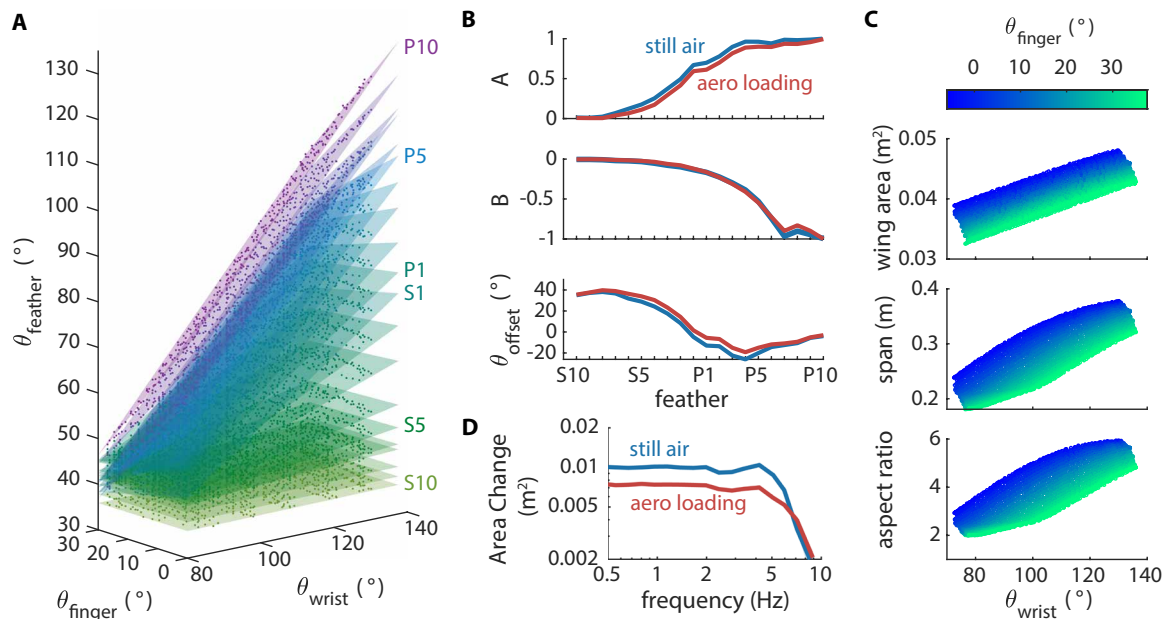 A
θfeather (°)
130
120
110
100
90
80
70
60
50
40
30
P10
P5
P1
S1
S5
S10
30
20
10
0
80
100
120
140
θfinger (°)
θwrist (°)
B
A
1
0.5
0
still air
aero loading
B
0
-0.5
-1
θoffset (°)
40
20
0
-20
S10
S5
P1
P5
P10
feather
D
Area Change
(m²)
0.02
0.01
0.005
0.002
still air
aero loading
0.5
1
2
5
10
frequency (Hz)
C
θfinger (°)
0
10
20
30
wing area (m²)
0.05
0.04
0.03
span (m)
0.4
0.3
0.2
aspect ratio
6
4
2
80
100
120
140
θwrist (°)